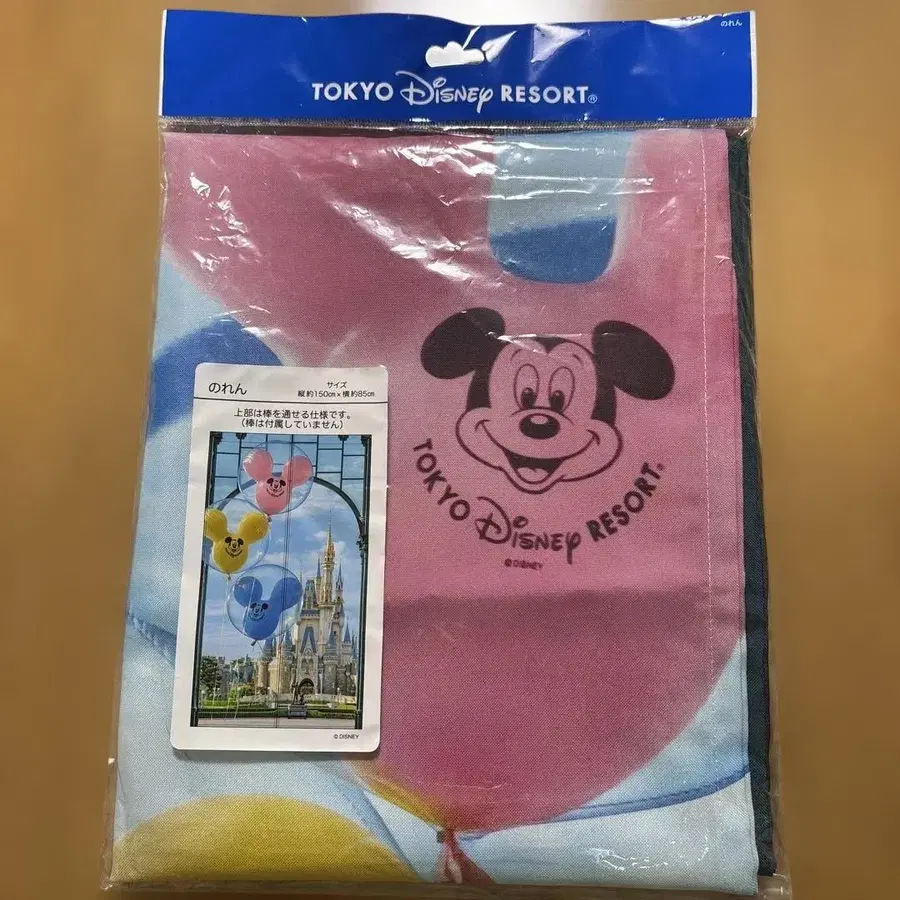 のれん
TOKYO Disney RESORT®
のれん
サイズ
縦約150cm×横約85cm
上部は棒を通せる仕様です。
(棒は付属していません)
© DISNEY
TOKYO Disney RESORT®
© DISNEY